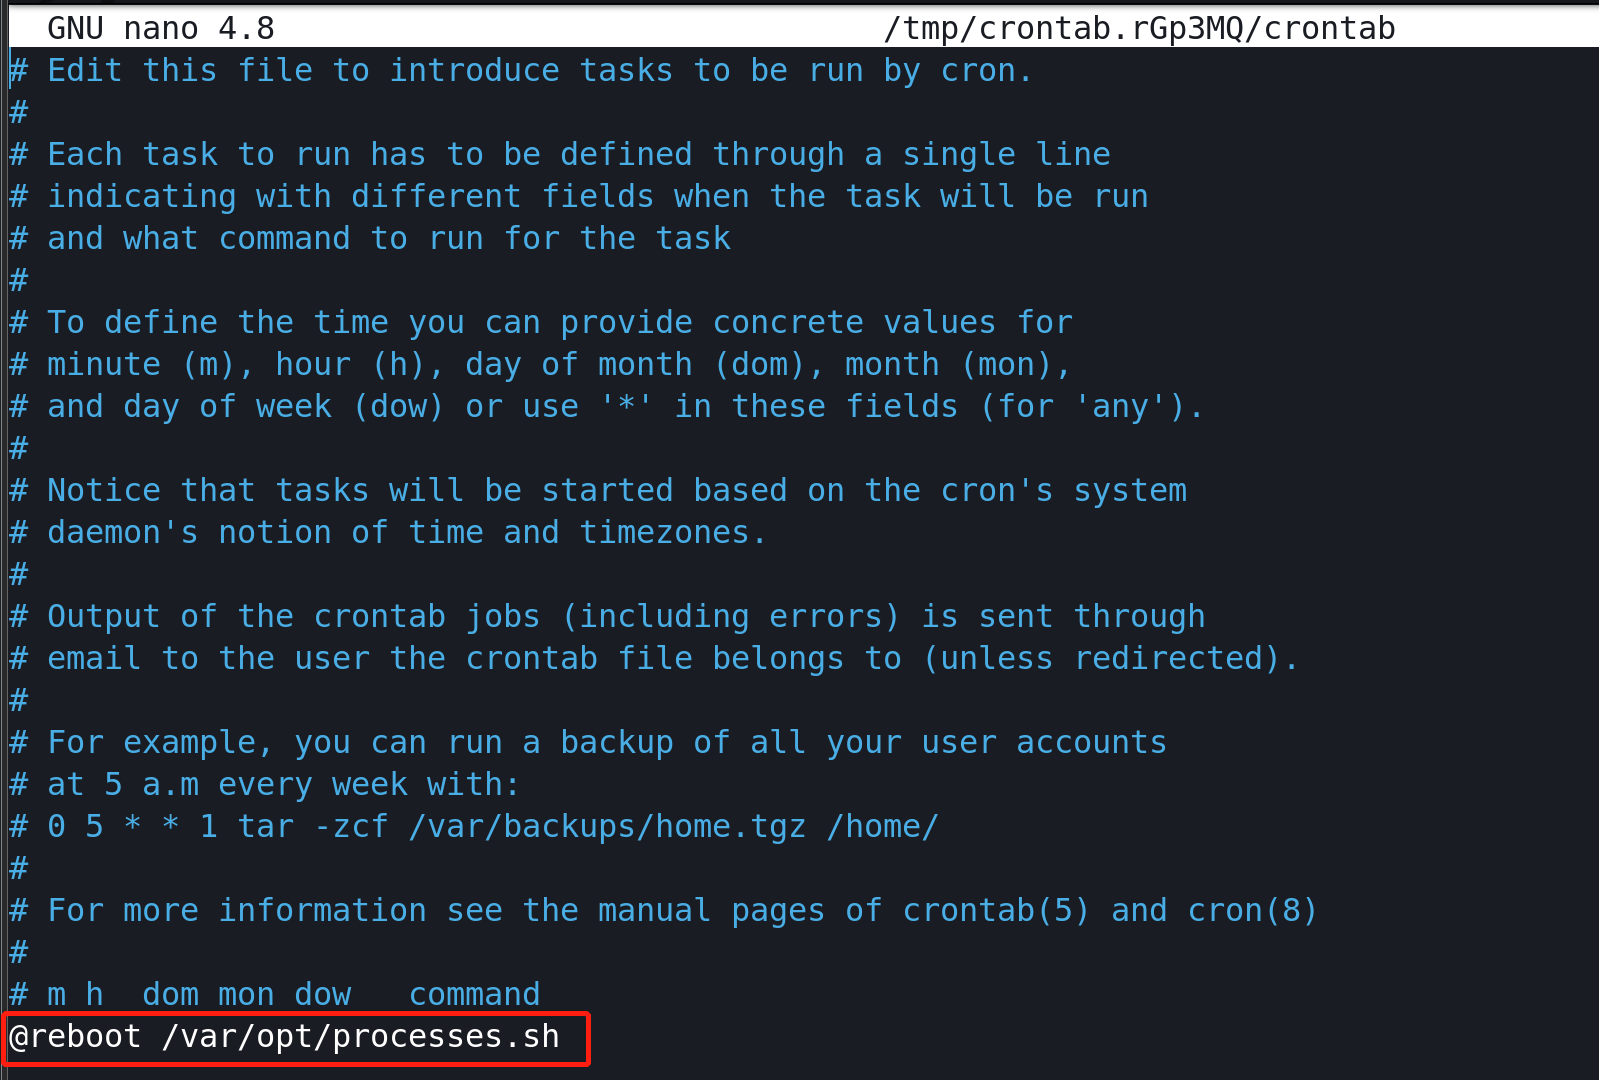 GNU nano 4.8 /tmp/crontab.rGp3MQ/crontab
# Edit this file to introduce tasks to be run by cron.
#
# Each task to run has to be defined through a single line
# indicating with different fields when the task will be run
# and what command to run for the task
#
# To define the time you can provide concrete values for
# minute (m), hour (h), day of month (dom), month (mon),
# and day of week (dow) or use '*' in these fields (for 'any').
#
# Notice that tasks will be started based on the cron's system
# daemon's notion of time and timezones.
#
# Output of the crontab jobs (including errors) is sent through
# email to the user the crontab file belongs to (unless redirected).
#
# For example, you can run a backup of all your user accounts
# at 5 a.m every week with:
# 0 5 * * 1 tar -zcf /var/backups/home.tgz /home/
#
# For more information see the manual pages of crontab(5) and cron(8)
#
# m h  dom mon dow   command
@reboot /var/opt/processes.sh